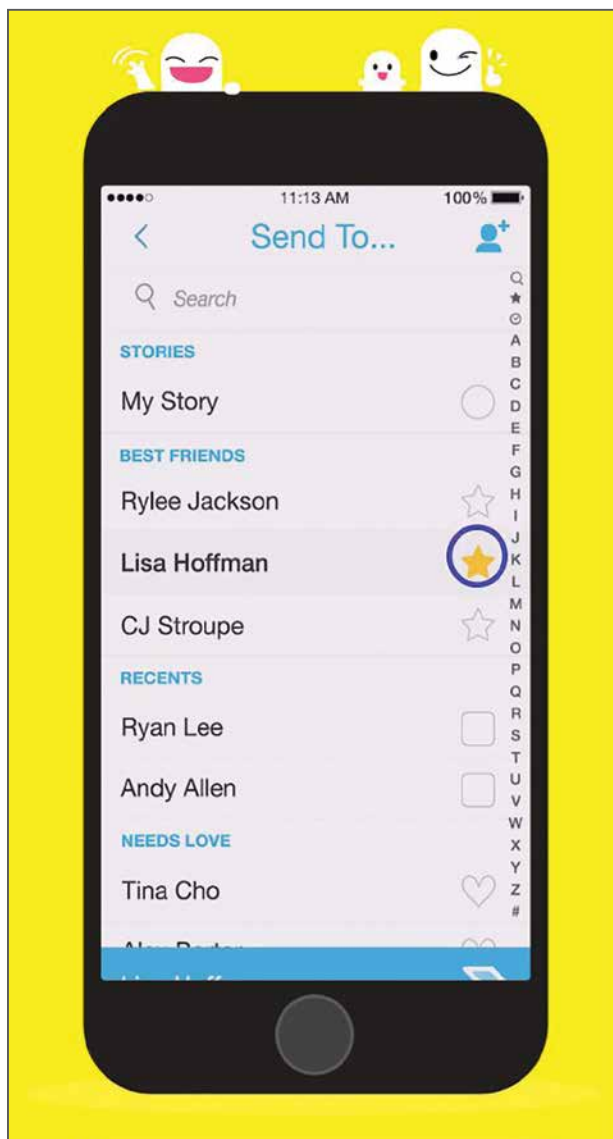 11:13 AM 100%
Send To...
Search
STORIES
My Story
BEST FRIENDS
Rylee Jackson
Lisa Hoffman
CJ Stroupe
RECENTS
Ryan Lee
Andy Allen
NEEDS LOVE
Tina Cho
A
B
C
D
E
F
G
H
I
J
K
L
M
N
O
P
Q
R
S
T
U
V
W
X
Y
Z
#